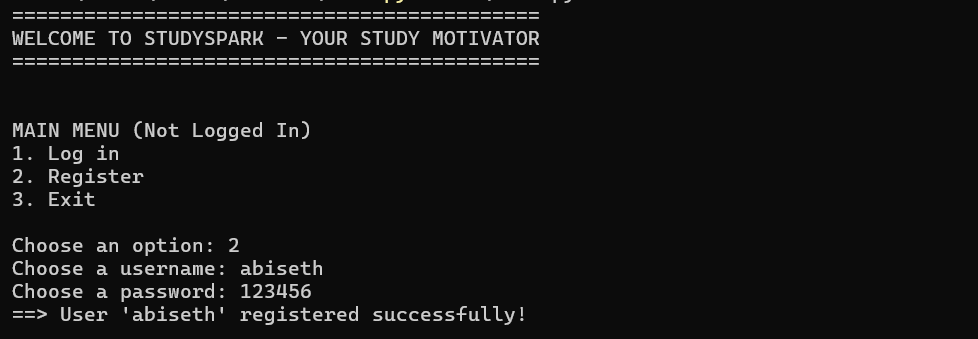 ============================================
WELCOME TO STUDYSPARK - YOUR STUDY MOTIVATOR
============================================
MAIN MENU (Not Logged In)
1. Log in
2. Register
3. Exit
Choose an option: 2
Choose a username: abiseth
Choose a password: 123456
==> User 'abiseth' registered successfully!